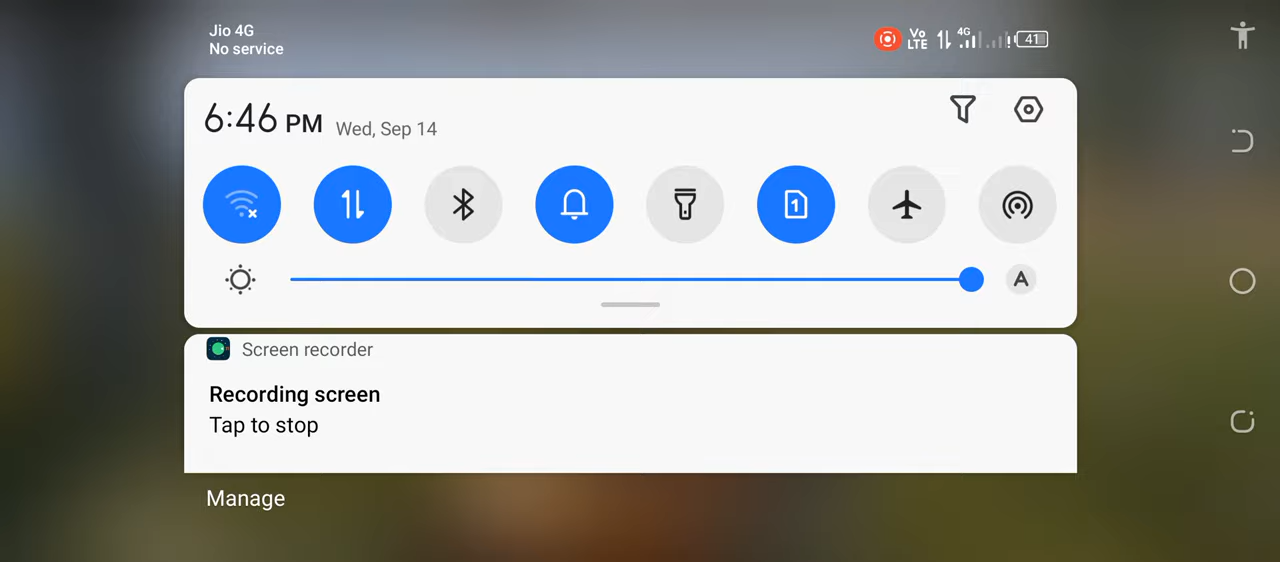 Jio 4G
No service
Vo
LTE
4G
41
6:46 PM Wed, Sep 14
1
A
Screen recorder
Recording screen
Tap to stop
Manage